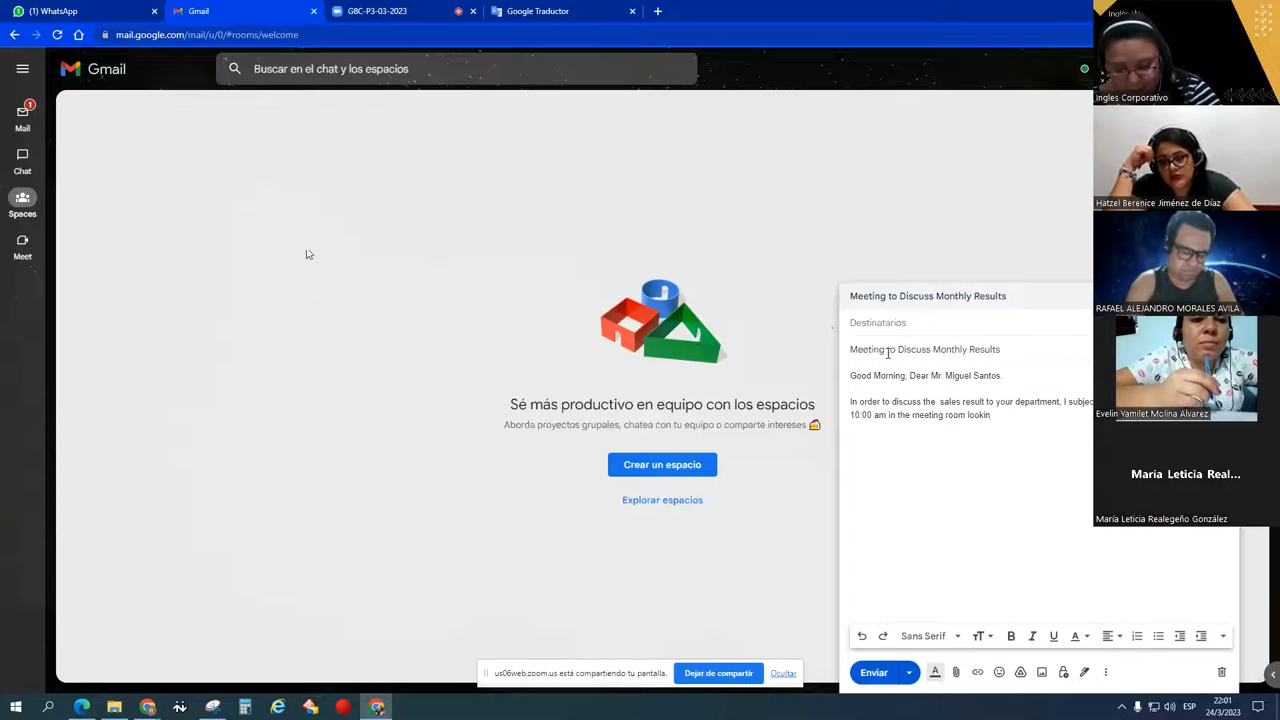 WhatsApp
Gmail
G8C-P3-03-2023
Google Traductor
mail.google.com/mail/u/0/#rooms/welcome
Gmail
Buscar en el chat y los espacios
1
Mail
Chat
Spaces
Meet
Sé más productivo en equipo con los espacios
Aborda proyectos grupales, chatea con tu equipo o comparte intereses
Crear un espacio
Explorar espacios
Meeting to Discuss Monthly Results
Destinatarios
Meeting to Discuss Monthly Results
Good Morning, Dear Mr. Miguel Santos.
In order to discuss the sales result to your department, I subjec
10:00 am in the meeting room lookin
Sans Serif
Enviar
us06web.zoom.us está compartiendo tu pantalla.
Dejar de compartir
Ocultar
Ingles Corporativo
Hatzel Berenice Jiménez de Díaz
RAFAEL ALEJANDRO MORALES AVILA
Evelin Yamilet Molina Alvarez
María Leticia Real...
María Leticia Realegeño González
ESP
22:01
24/3/2023